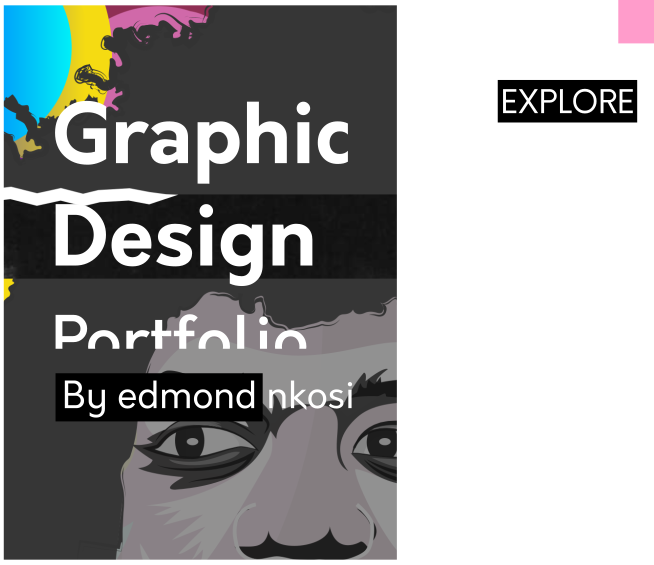 Graphic
Design
Portfolio
By edmond nkosi
EXPLORE